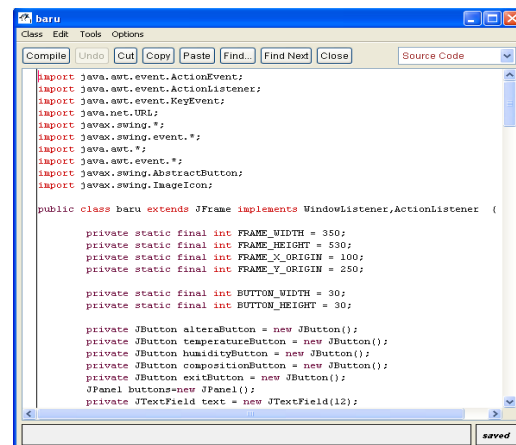 baru
Class Edit Tools Options
Compile Undo Cut Copy Paste Find... Find Next Close Source Code
import java.awt.event.ActionEvent;
import java.awt.event.ActionListener;
import java.awt.event.KeyEvent;
import java.net.URL;
import javax.swing.*;
import javax.swing.event.*;
import java.awt.*;
import java.awt.event.*;
import javax.swing.AbstractButton;
import javax.swing.ImageIcon;
public class baru extends JFrame implements WindowListener,ActionListener {
private static final int FRAME_WIDTH = 350;
private static final int FRAME_HEIGHT = 530;
private static final int FRAME_X_ORIGIN = 100;
private static final int FRAME_Y_ORIGIN = 250;
private static final int BUTTON_WIDTH = 30;
private static final int BUTTON_HEIGHT = 30;
private JButton alteraButton = new JButton();
private JButton temperatureButton = new JButton();
private JButton humidityButton = new JButton();
private JButton compositionButton = new JButton();
private JButton exitButton = new JButton();
JPanel buttons=new JPanel();
private JTextField text = new JTextField(12);
saved